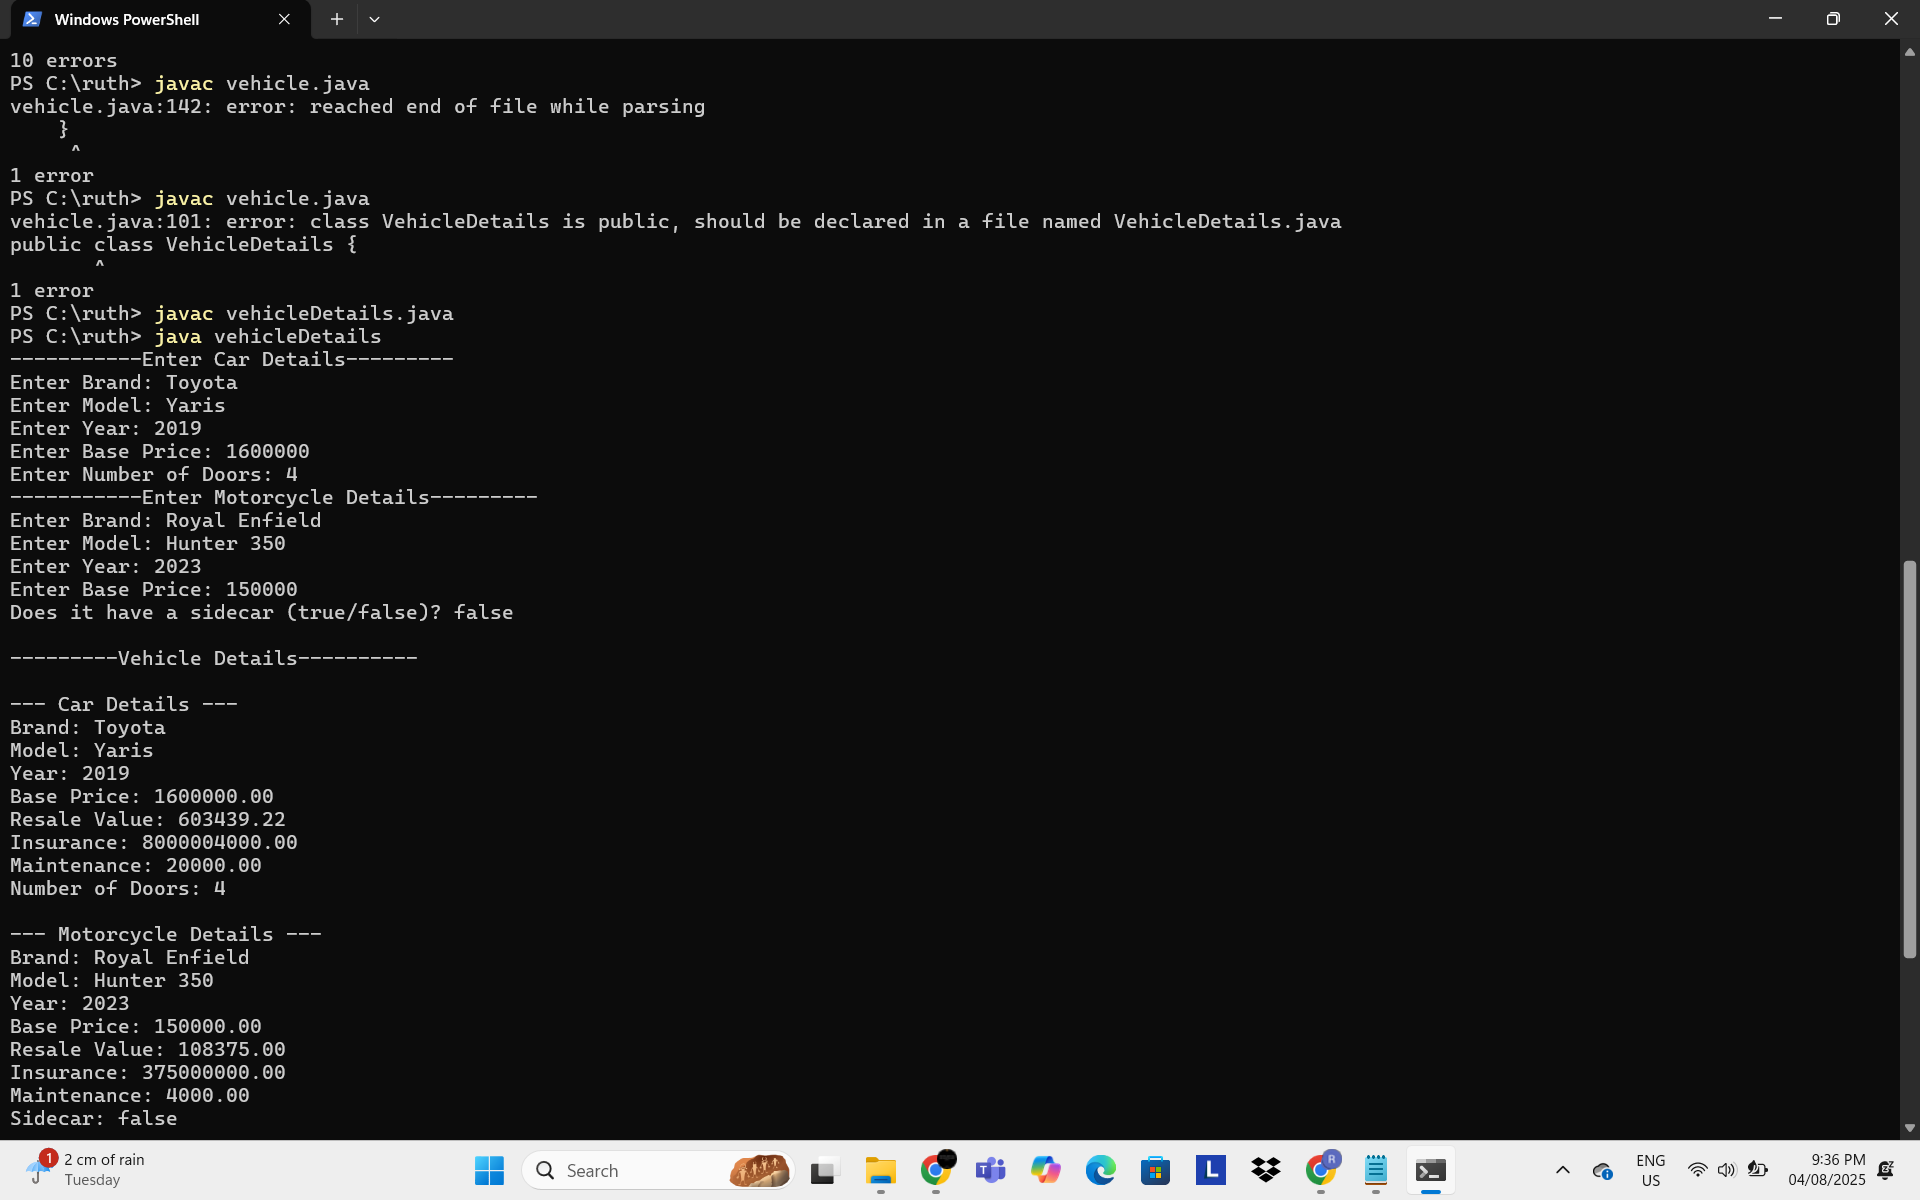 Windows PowerShell
10 errors
PS C:\ruth> javac vehicle.java
vehicle.java:142: error: reached end of file while parsing
    }
     ^
1 error
PS C:\ruth> javac vehicle.java
vehicle.java:101: error: class VehicleDetails is public, should be declared in a file named VehicleDetails.java
public class VehicleDetails {
       ^
1 error
PS C:\ruth> javac vehicleDetails.java
PS C:\ruth> java vehicleDetails
-----------Enter Car Details---------
Enter Brand: Toyota
Enter Model: Yaris
Enter Year: 2019
Enter Base Price: 1600000
Enter Number of Doors: 4
-----------Enter Motorcycle Details---------
Enter Brand: Royal Enfield
Enter Model: Hunter 350
Enter Year: 2023
Enter Base Price: 150000
Does it have a sidecar (true/false)? false
---------Vehicle Details----------
--- Car Details ---
Brand: Toyota
Model: Yaris
Year: 2019
Base Price: 1600000.00
Resale Value: 603439.22
Insurance: 8000004000.00
Maintenance: 20000.00
Number of Doors: 4
--- Motorcycle Details ---
Brand: Royal Enfield
Model: Hunter 350
Year: 2023
Base Price: 150000.00
Resale Value: 108375.00
Insurance: 375000000.00
Maintenance: 4000.00
Sidecar: false
1
2 cm of rain
Tuesday
Search
T
L
R
ENG
US
9:36 PM
04/08/2025